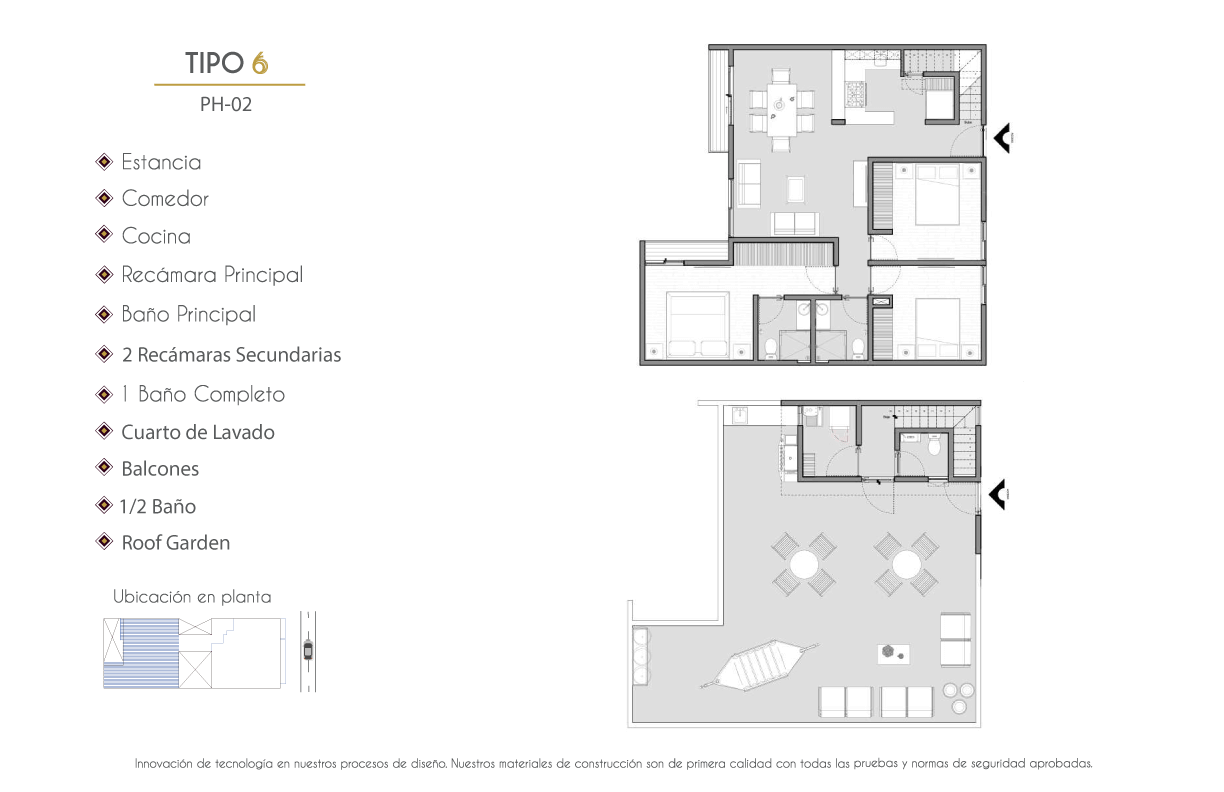 TIPO 6
PH-02
Estancia
Comedor
Cocina
Recámara Principal
Baño Principal
2 Recámaras Secundarias
1 Baño Completo
Cuarto de Lavado
Balcones
1/2 Baño
Roof Garden
Ubicación en planta
Innovación de tecnología en nuestros procesos de diseño. Nuestros materiales de construcción son de primera calidad con todas las pruebas y normas de seguridad aprobadas.